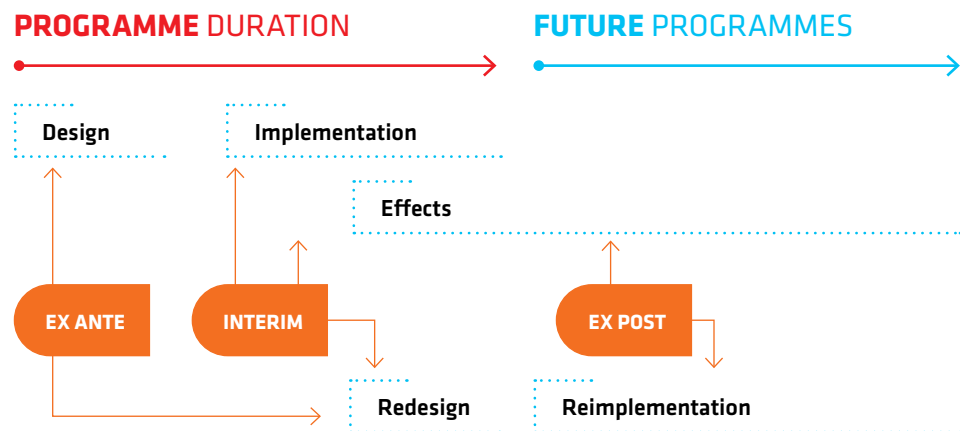 PROGRAMME DURATION
FUTURE PROGRAMMES
Design
Implementation
Effects
EX ANTE
INTERIM
EX POST
Redesign
Reimplementation